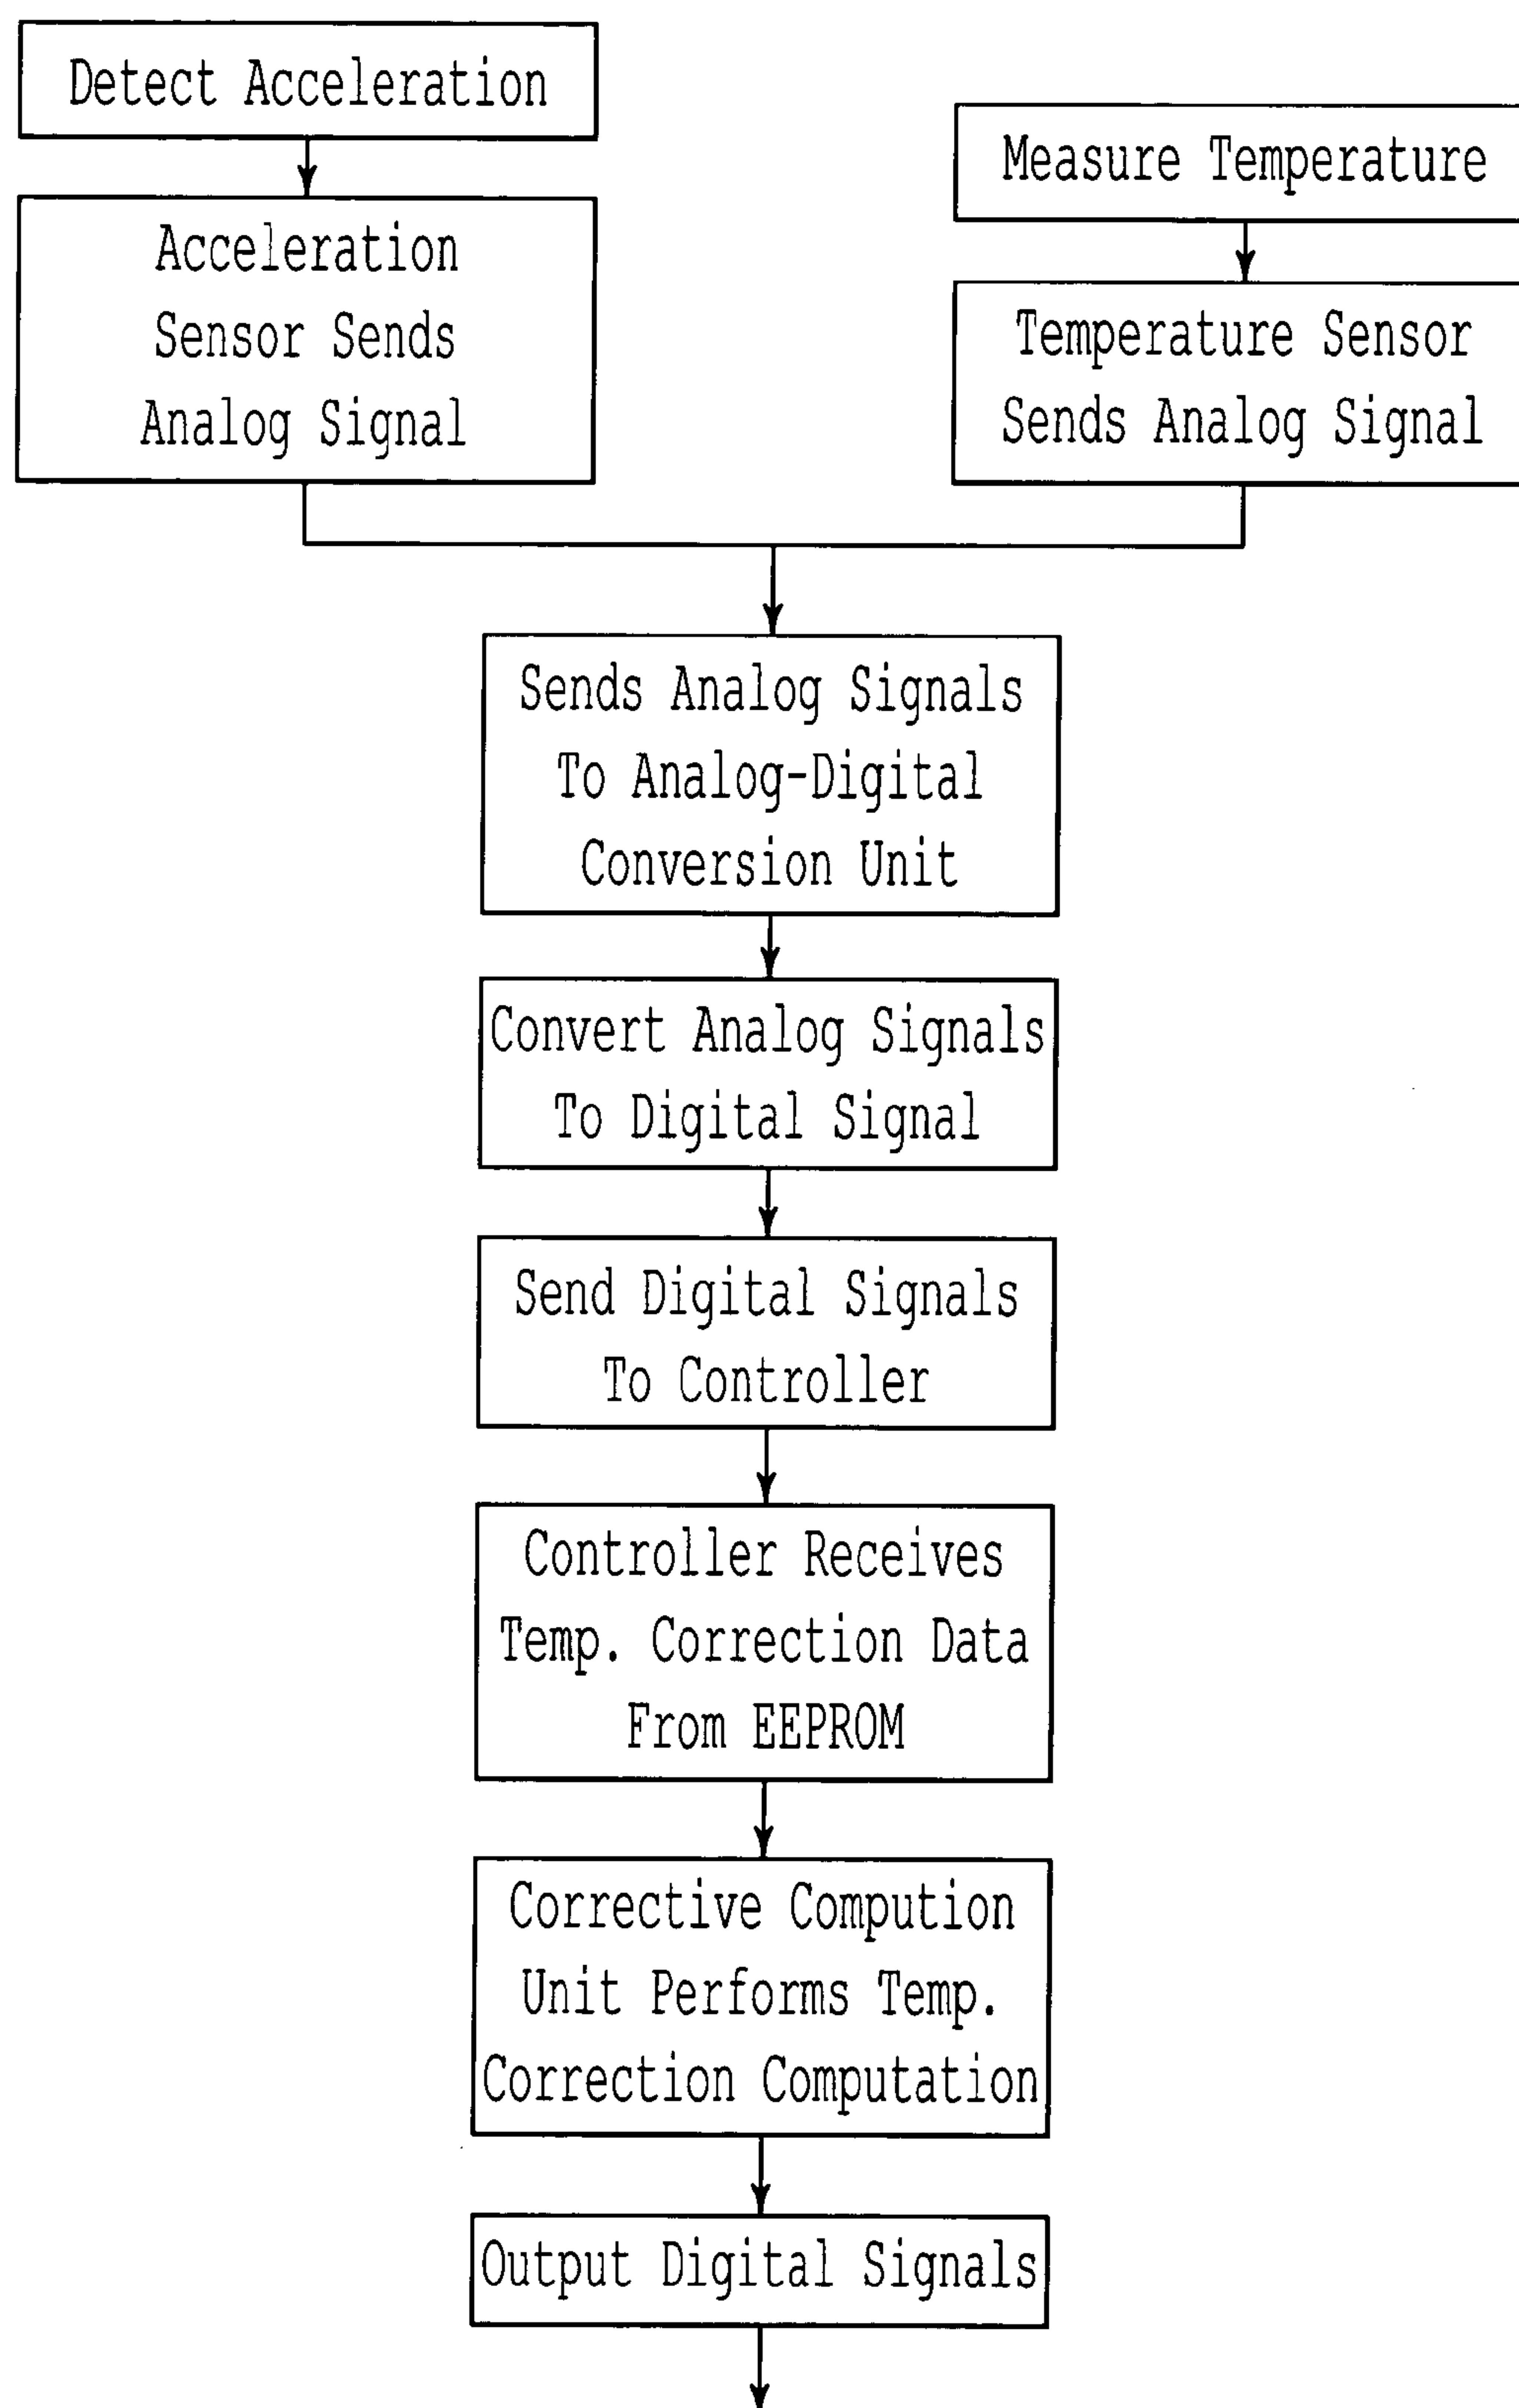 Detect Acceleration
Acceleration
Sensor Sends
Analog Signal
Measure Temperature
Temperature Sensor
Sends Analog Signal
Sends Analog Signals
To Analog-Digital
Conversion Unit
Convert Analog Signals
To Digital Signal
Send Digital Signals
To Controller
Controller Receives
Temp. Correction Data
From EEPROM
Corrective Compution
Unit Performs Temp.
Correction Computation
Output Digital Signals